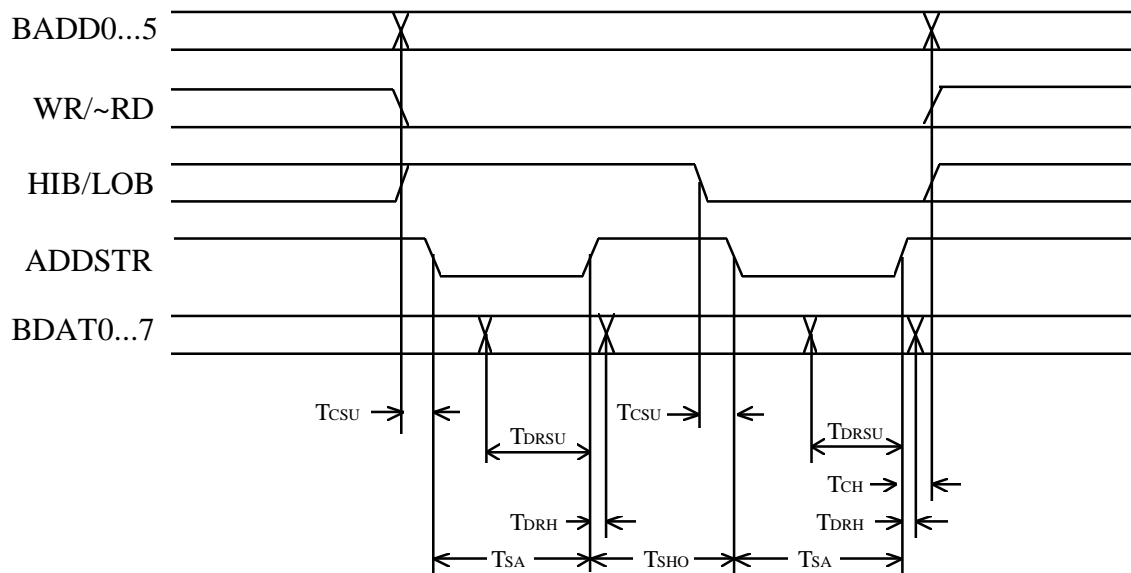 BADD0...5
WR/~RD
HIB/LOB
ADDSTR
BDAT0...7
TCSU
TCSU
TDRSU
TDRSU
TCH
TDRH
TDRH
TSA
TSHO
TSA